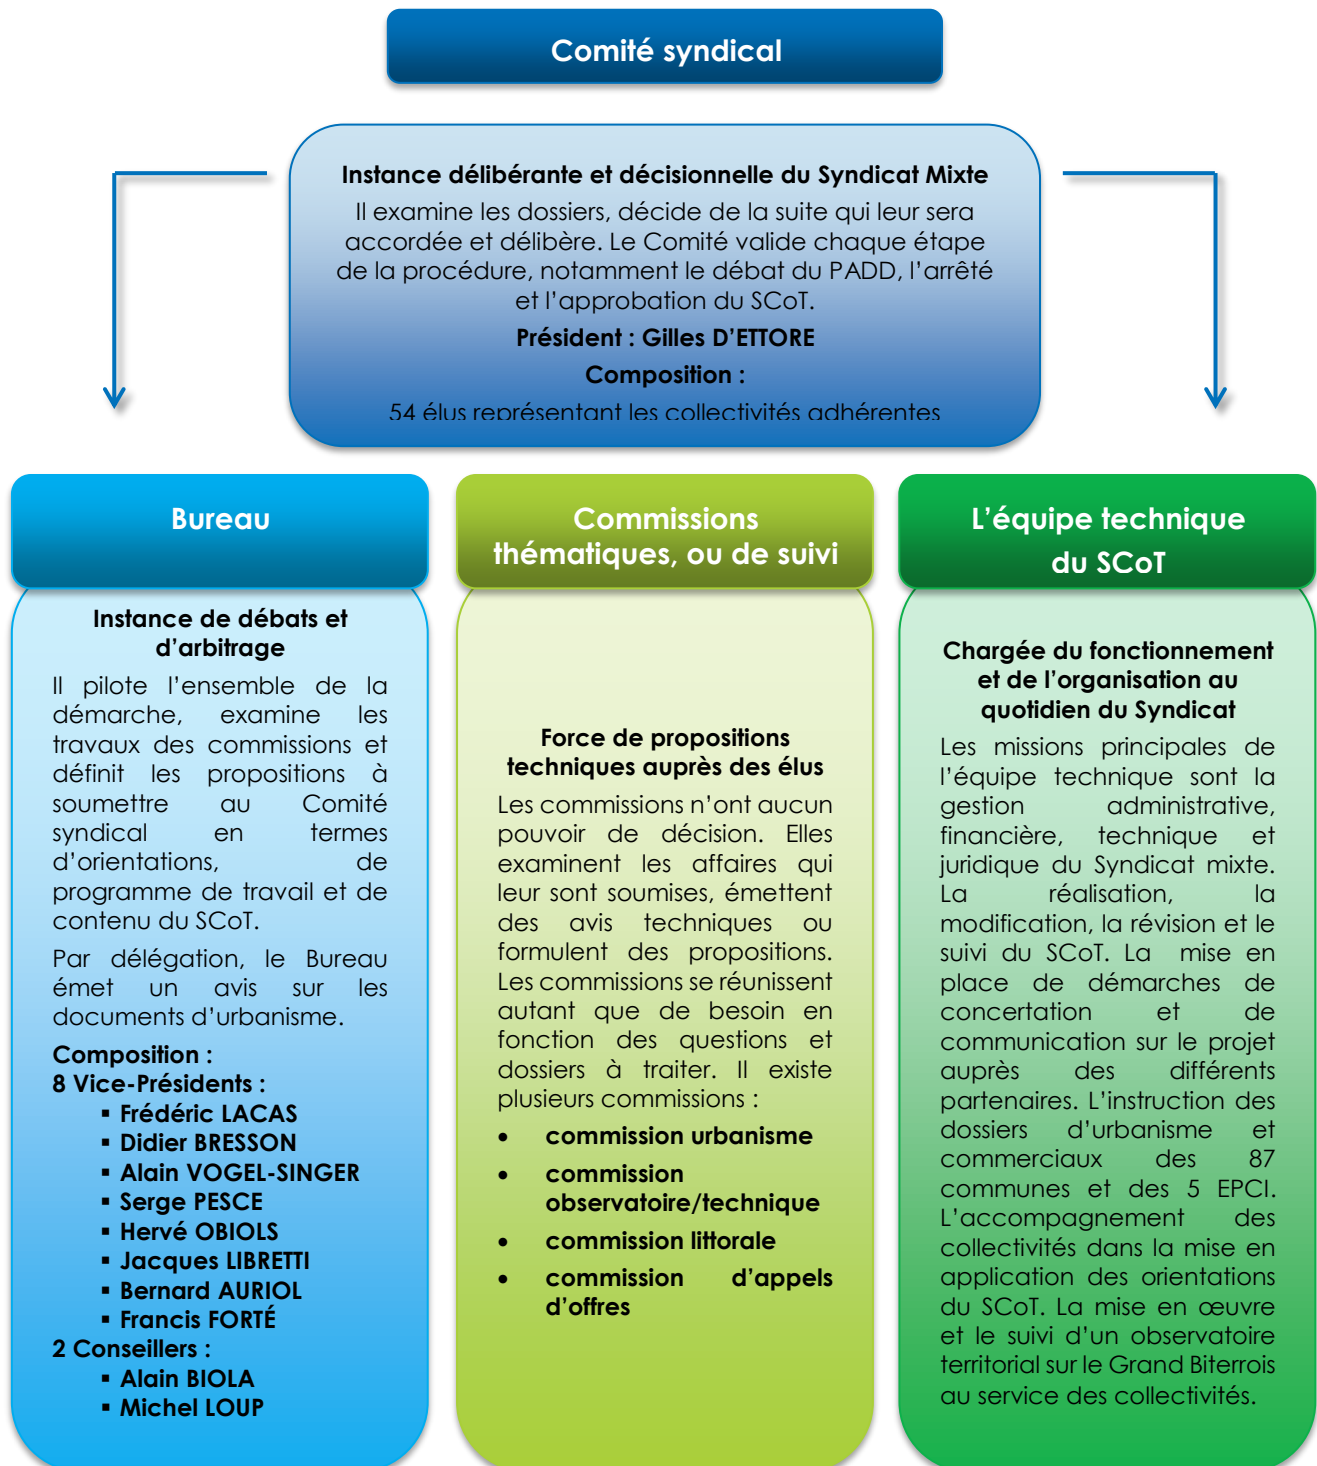 Comité syndical
Instance délibérante et décisionnelle du Syndicat Mixte
Il examine les dossiers, décide de la suite qui leur sera
accordée et délibère. Le Comité valide chaque étape
de la procédure, notamment le débat du PADD, l’arrêté
et l’approbation du SCoT.
Président : Gilles D’ETTORE
Composition :
54 élus représentant les collectivités adhérentes
Bureau
Instance de débats et
d’arbitrage
Il pilote l’ensemble de la
démarche, examine les
travaux des commissions et
définit les propositions à
soumettre au Comité
syndical en termes
d’orientations, de
programme de travail et de
contenu du SCoT.
Par délégation, le Bureau
émet un avis sur les
documents d’urbanisme.
Composition :
8 Vice-Présidents :
▪ Frédéric LACAS
▪ Didier BRESSON
▪ Alain VOGEL-SINGER
▪ Serge PESCE
▪ Hervé OBIOLS
▪ Jacques LIBRETTI
▪ Bernard AURIOL
▪ Francis FORTÉ
2 Conseillers :
▪ Alain BIOLA
▪ Michel LOUP
Commissions
thématiques, ou de suivi
Force de propositions
techniques auprès des élus
Les commissions n’ont aucun
pouvoir de décision. Elles
examinent les affaires qui
leur sont soumises, émettent
des avis techniques ou
formulent des propositions.
Les commissions se réunissent
autant que de besoin en
fonction des questions et
dossiers à traiter. Il existe
plusieurs commissions :
• commission urbanisme
• commission
observatoire/technique
• commission littorale
• commission d’appels
d’offres
L’équipe technique
du SCoT
Chargée du fonctionnement
et de l’organisation au
quotidien du Syndicat
Les missions principales de
l’équipe technique sont la
gestion administrative,
financière, technique et
juridique du Syndicat mixte.
La réalisation, la
modification, la révision et le
suivi du SCoT. La mise en
place de démarches de
concertation et de
communication sur le projet
auprès des différents
partenaires. L’instruction des
dossiers d’urbanisme et
commerciaux des 87
communes et des 5 EPCI.
L’accompagnement des
collectivités dans la mise en
application des orientations
du SCoT. La mise en œuvre
et le suivi d’un observatoire
territorial sur le Grand Biterrois
au service des collectivités.